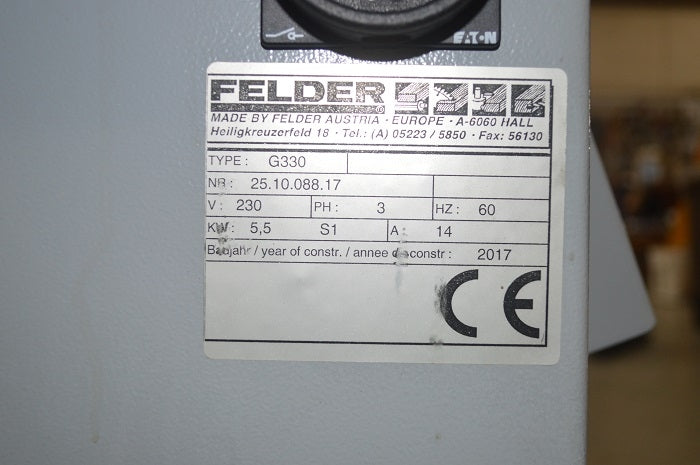 EATON
FELDER
MADE BY FELDER AUSTRIA · EUROPE · A-6060 HALL
Heiligkreuzerfeld 18 · Tel.: (A) 05223 / 5850 · Fax: 56130
TYPE : G330
NR : 25.10.088.17
V : 230 PH : 3 HZ : 60
KW : 5,5 S1 A : 14
Baujahr / year of constr. / annee constr : 2017
CE